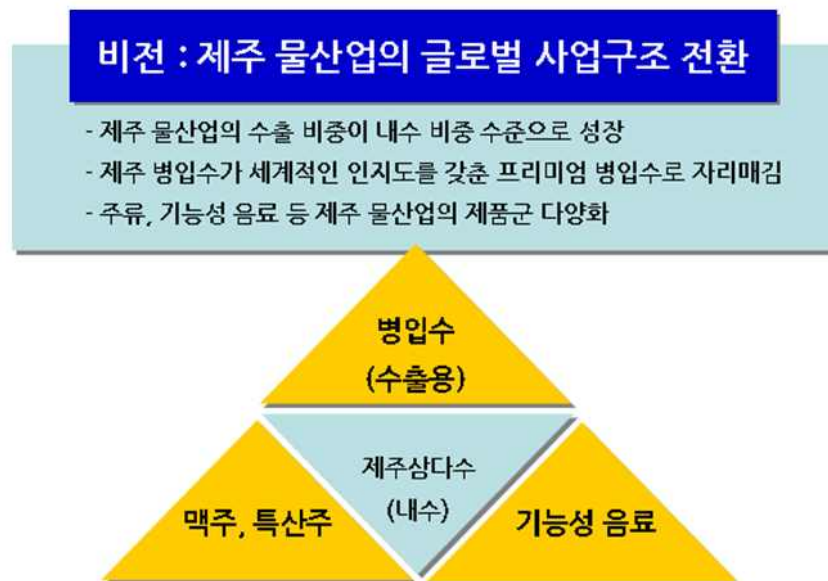 비전 : 제주 물산업의 글로벌 사업구조 전환
- 제주 물산업의 수출 비중이 내수 비중 수준으로 성장
- 제주 병입수가 세계적인 인지도를 갖춘 프리미엄 병입수로 자리매김
- 주류, 기능성 음료 등 제주 물산업의 제품군 다양화
병입수
(수출용)
제주삼다수
(내수)
맥주, 특산주
기능성 음료